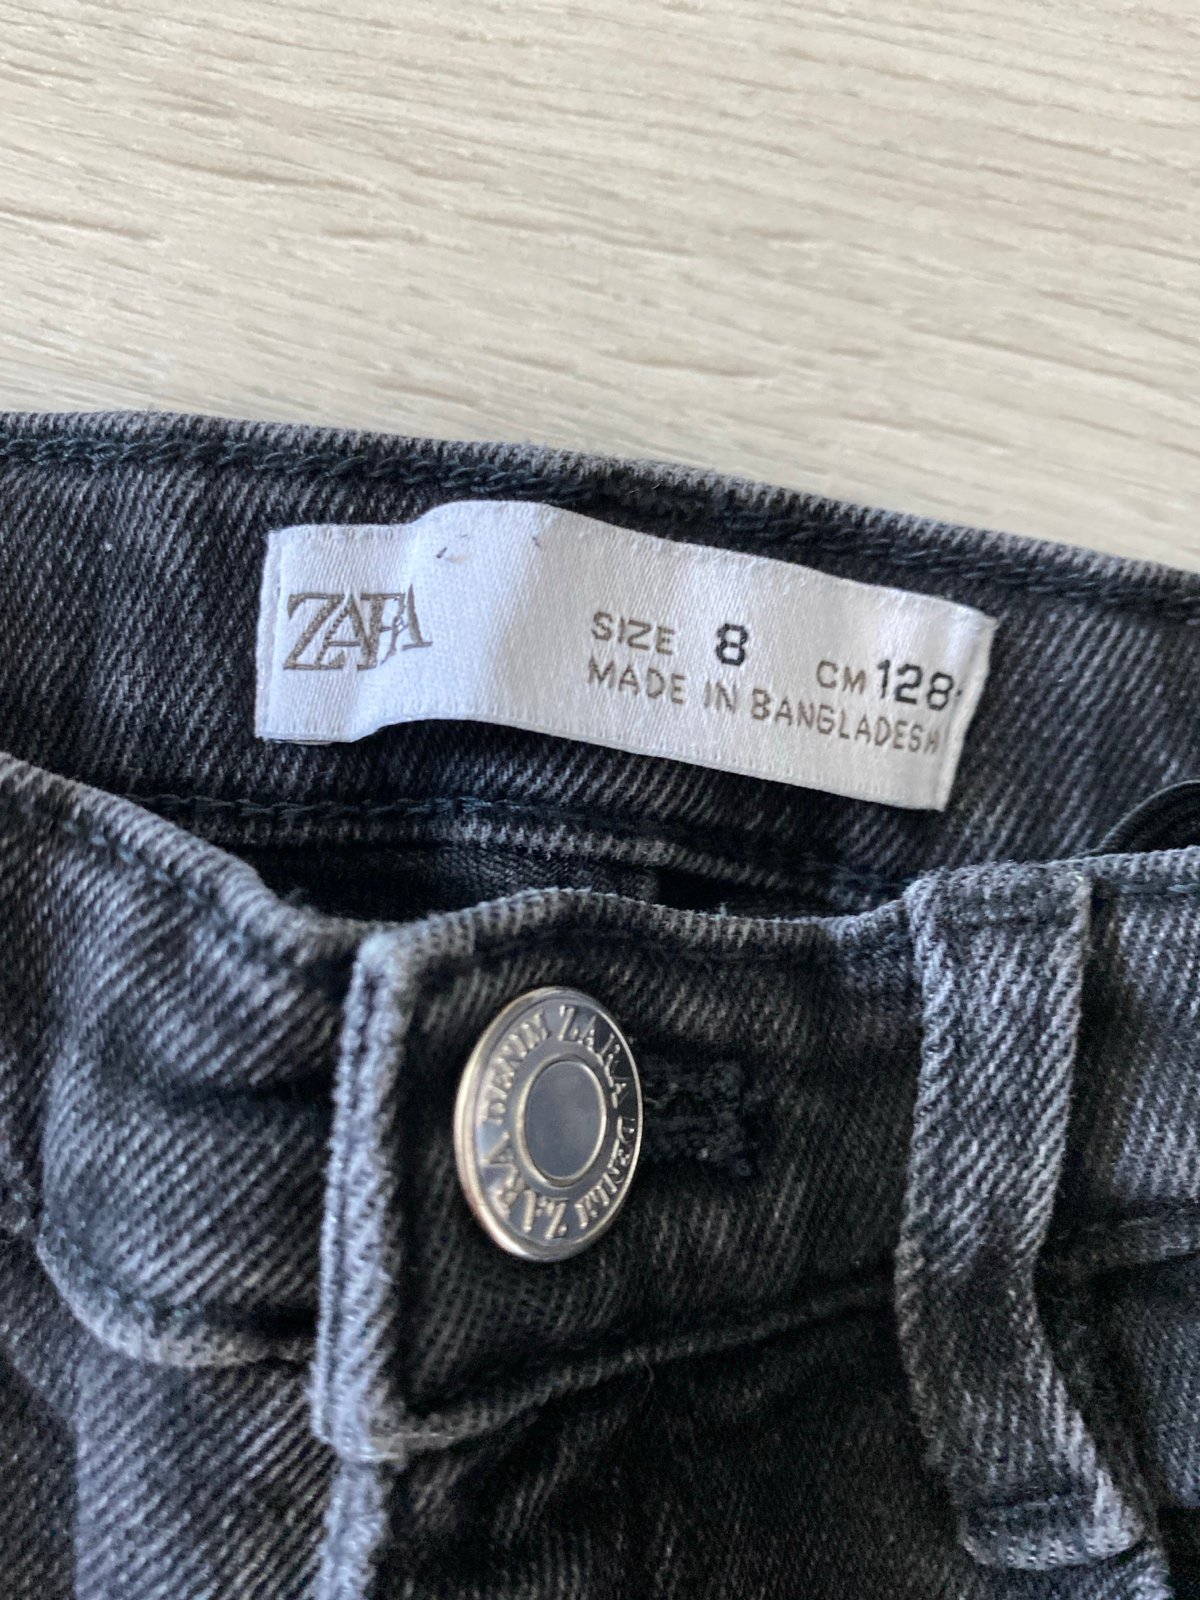 ZARA
SIZE 8 CM 128
MADE IN BANGLADESH
ZARA DENIM ZARA DENIM